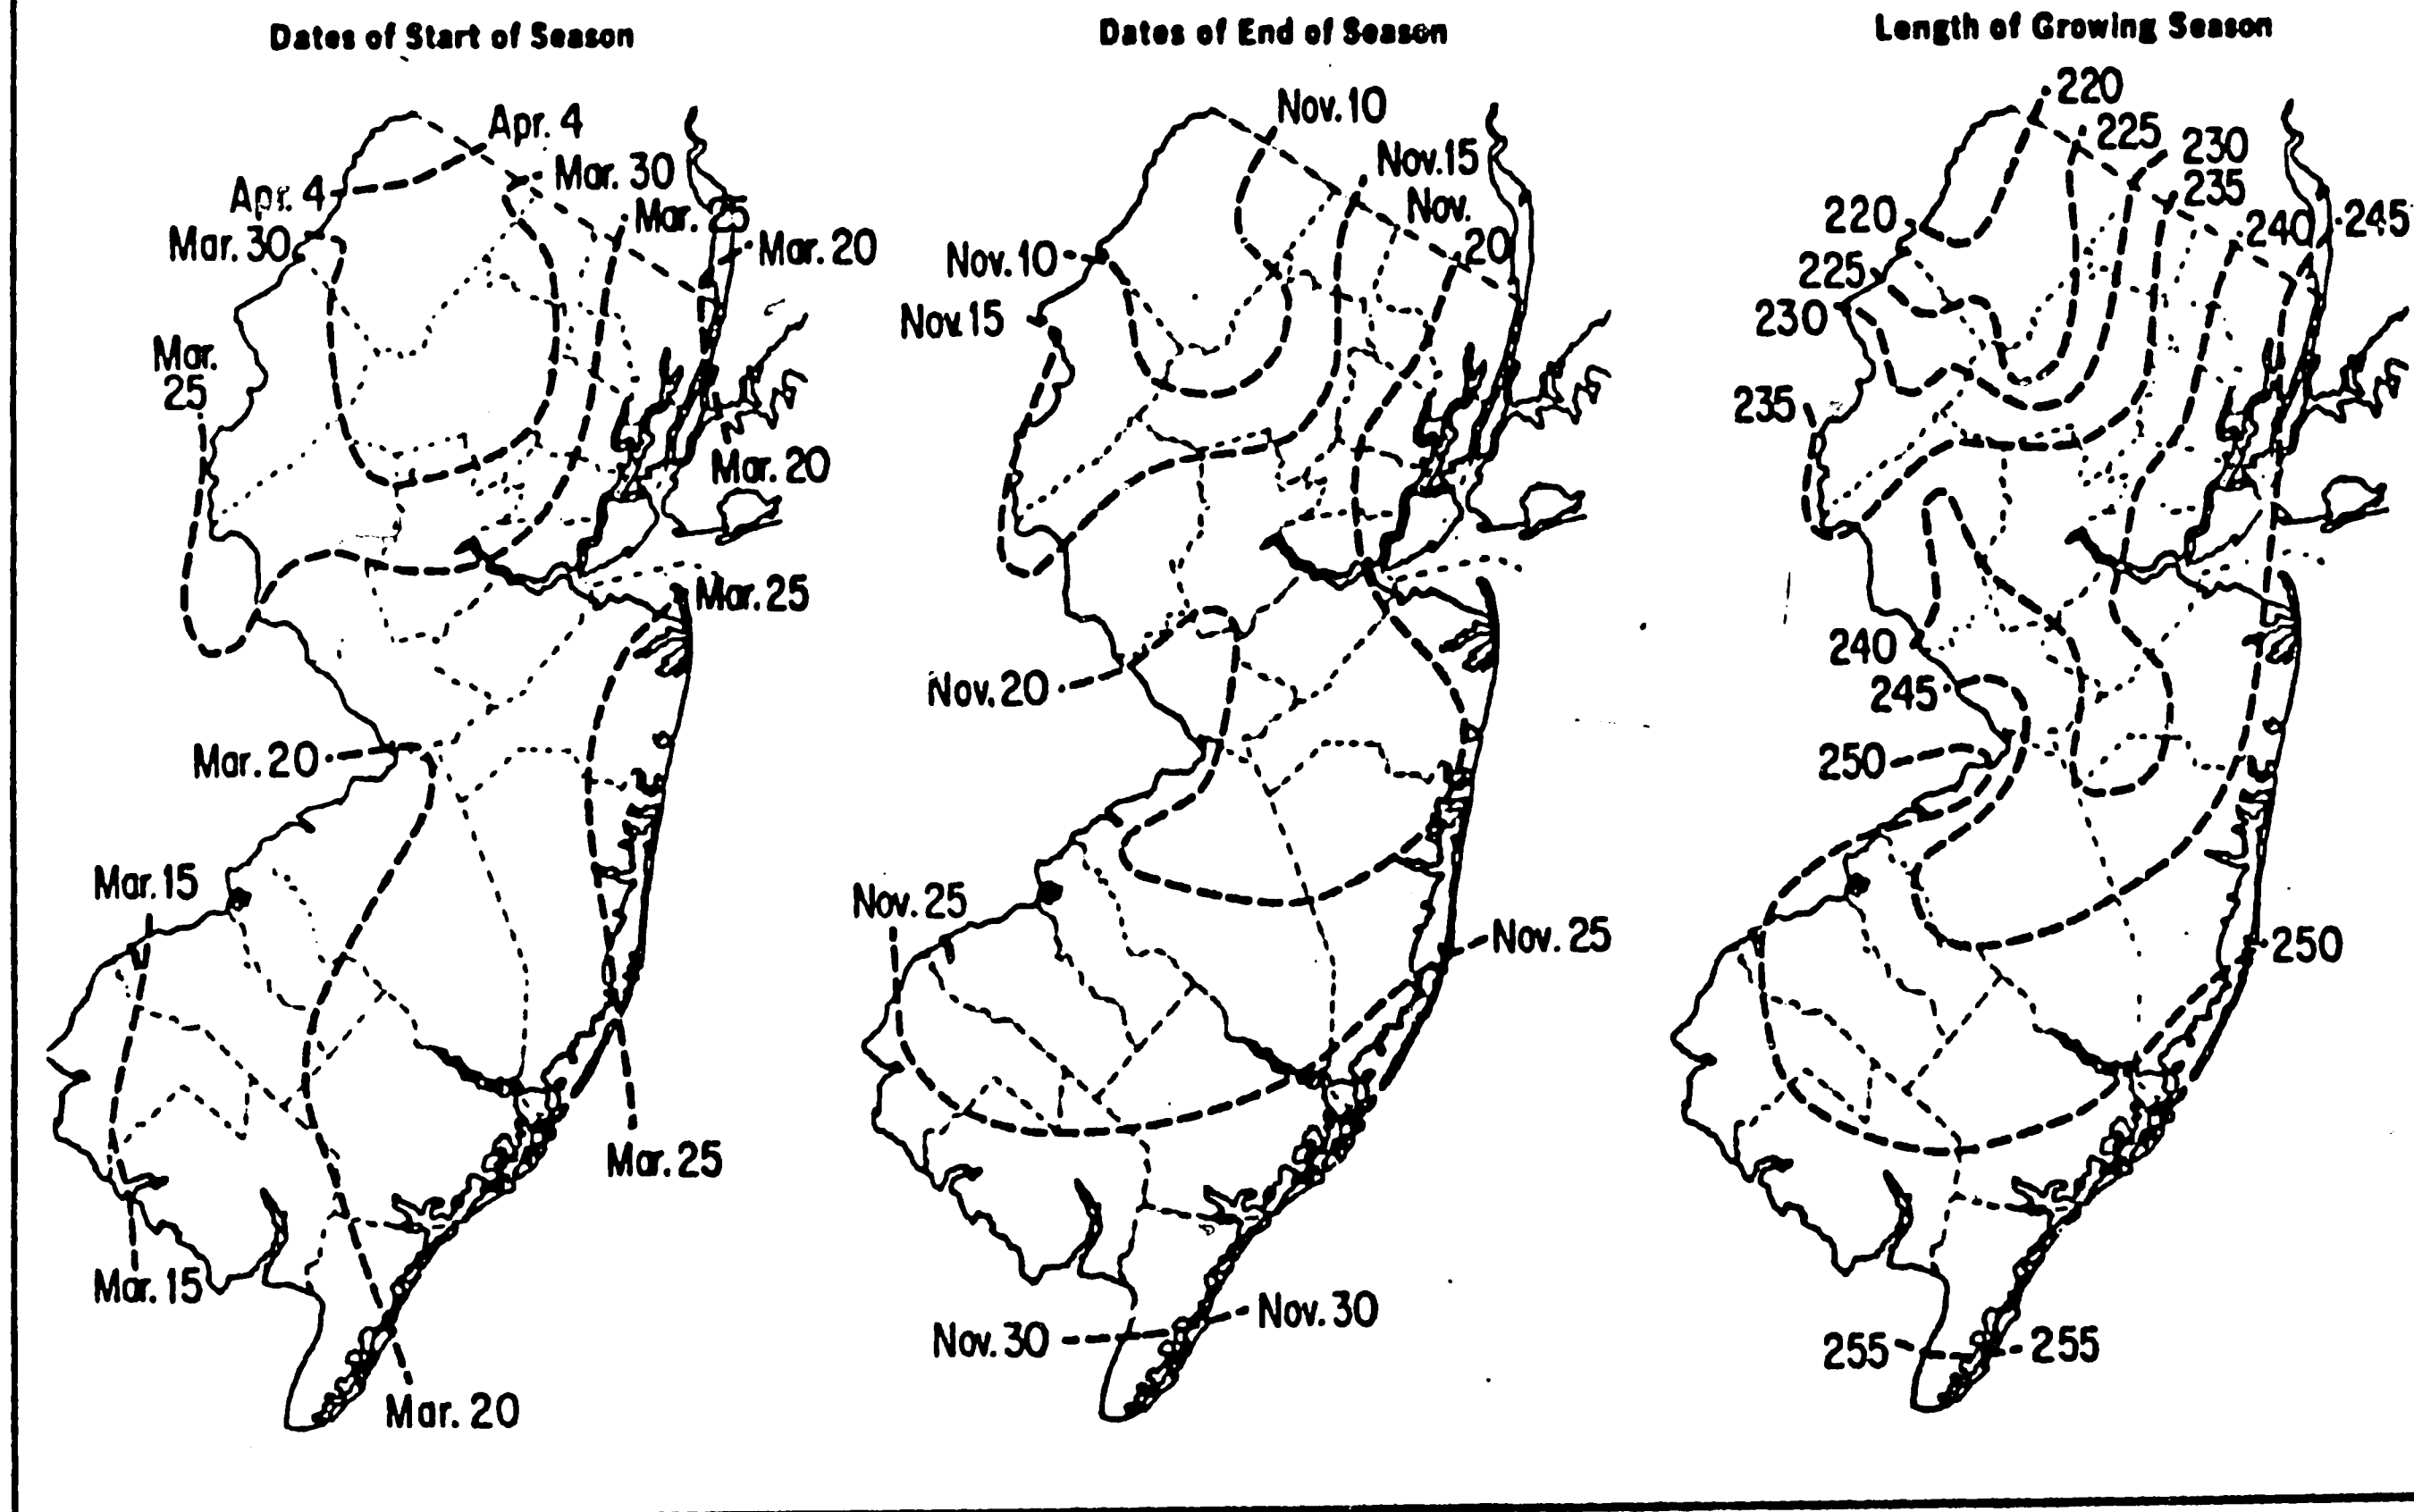 Dates of Start of Season
Apr. 4
Mar. 30
Apr. 4
Mar. 25
Mar. 30
Mar. 20
Mar.
25
Mar. 20
Mar. 25
Mar. 20
Mar. 15
Mar. 25
Mar. 15
Mar. 20
Dates of End of Season
Nov. 10
Nov. 15
Nov.
20
Nov. 10
Nov. 15
Nov. 20
Nov. 25
Nov. 25
Nov. 30
Nov. 30
Length of Growing Season
220
225
230
235
220
240
245
225
230
235
240
245
250
250
255
255